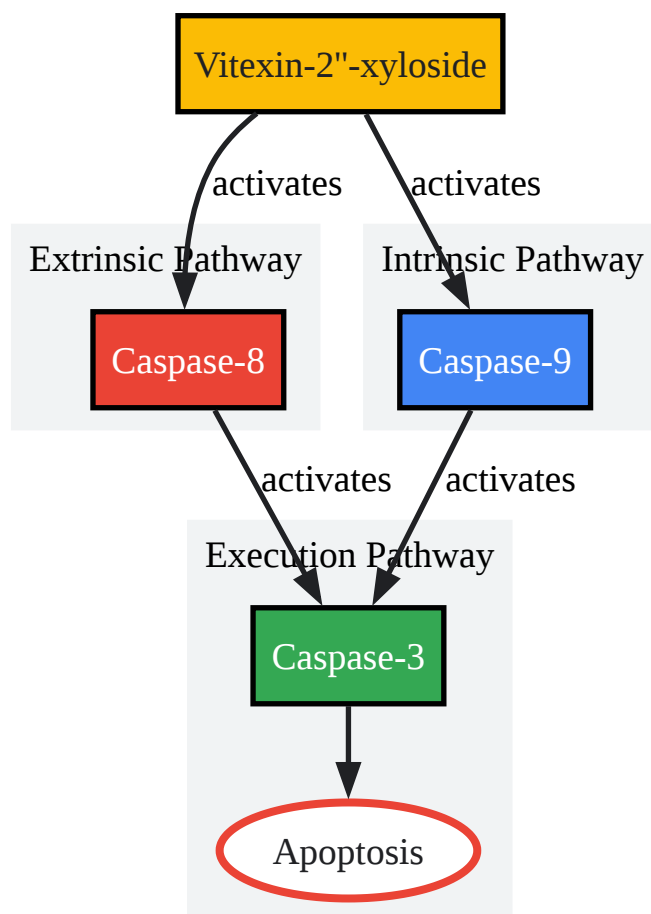 Vitexin-2"-xyloside
activates
activates
Extrinsic Pathway
Intrinsic Pathway
Caspase-8
Caspase-9
activates
activates
Execution Pathway
Caspase-3
Apoptosis